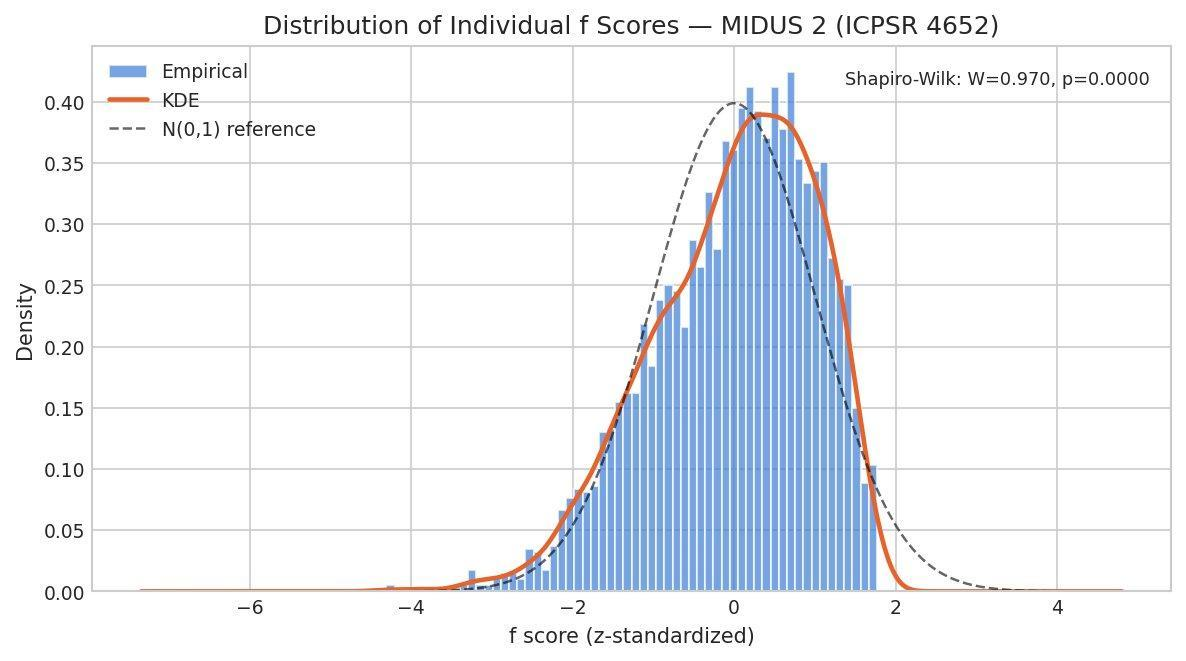 Distribution of Individual f Scores — MIDUS 2 (ICPSR 4652)
Empirical
KDE
N(0,1) reference
Shapiro-Wilk: W=0.970, p=0.0000
Density
0.40
0.35
0.30
0.25
0.20
0.15
0.10
0.05
0.00
−6 −4 −2 0 2 4
f score (z-standardized)